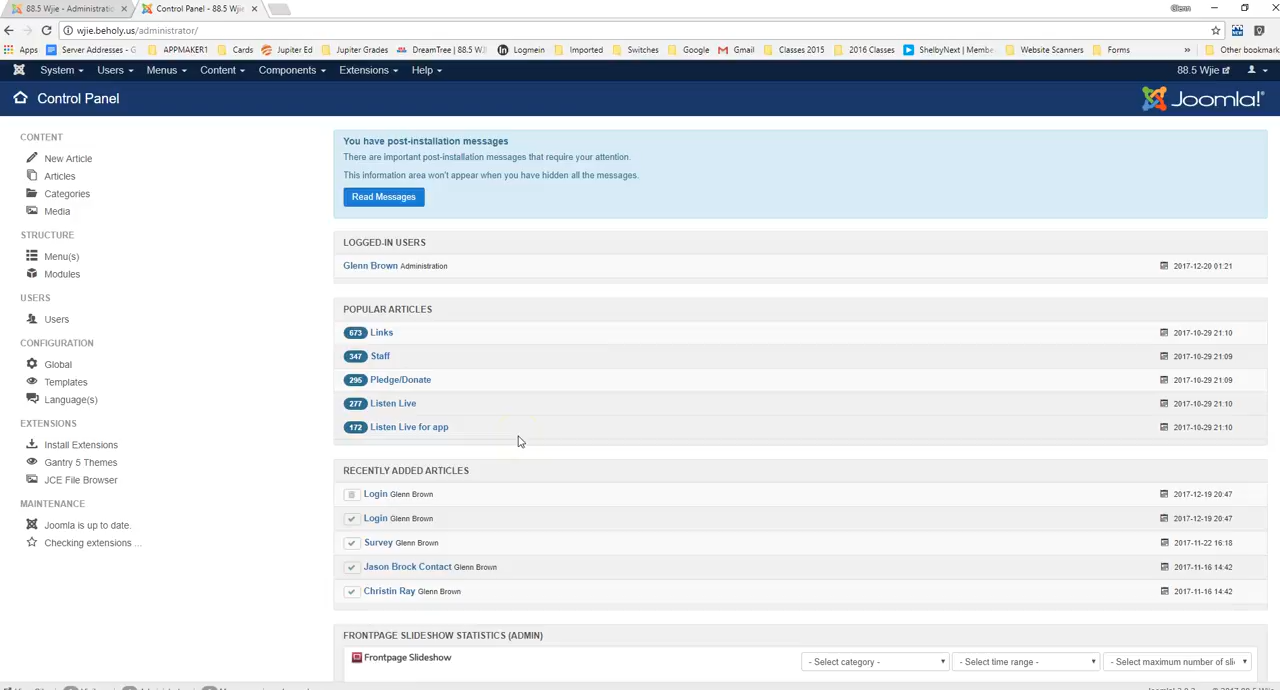 88.5 Wjie - Administratio
Control Panel - 88.5 Wjie
Glenn
wjie.beholy.us/administrator/
Apps
Server Addresses - G
APPMAKER1
Cards
Jupiter Ed
Jupiter Grades
DreamTree | 88.5 WJ
Logmein
Imported
Switches
Google
Gmail
Classes 2015
2016 Classes
ShelbyNext | Membe
Website Scanners
Forms
»
Other bookmark
System
Users
Menus
Content
Components
Extensions
Help
88.5 Wjie
Control Panel
Joomla!
CONTENT
New Article
Articles
Categories
Media
STRUCTURE
Menu(s)
Modules
USERS
Users
CONFIGURATION
Global
Templates
Language(s)
EXTENSIONS
Install Extensions
Gantry 5 Themes
JCE File Browser
MAINTENANCE
Joomla is up to date.
Checking extensions ...
You have post-installation messages
There are important post-installation messages that require your attention.
This information area won't appear when you have hidden all the messages.
Read Messages
LOGGED-IN USERS
Glenn Brown Administration 2017-12-20 01:21
POPULAR ARTICLES
673 Links 2017-10-29 21:10
347 Staff 2017-10-29 21:09
295 Pledge/Donate 2017-10-29 21:09
277 Listen Live 2017-10-29 21:10
172 Listen Live for app 2017-10-29 21:10
RECENTLY ADDED ARTICLES
Login Glenn Brown 2017-12-19 20:47
Login Glenn Brown 2017-12-19 20:47
Survey Glenn Brown 2017-11-22 16:18
Jason Brock Contact Glenn Brown 2017-11-16 14:42
Christin Ray Glenn Brown 2017-11-16 14:42
FRONTPAGE SLIDESHOW STATISTICS (ADMIN)
Frontpage Slideshow
- Select category -
- Select time range -
- Select maximum number of sli